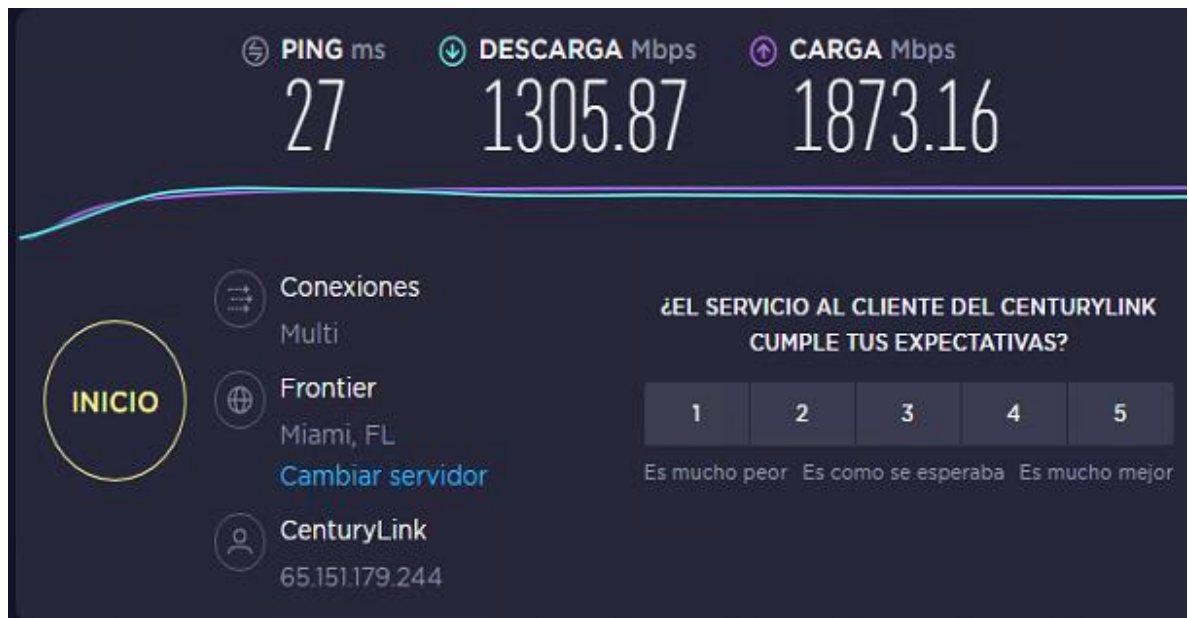 PING ms DESCARGA Mbps CARGA Mbps
27 1305.87 1873.16
Conexiones
Multi
Frontier
Miami, FL
Cambiar servidor
CenturyLink
65.151.179.244
INICIO
¿EL SERVICIO AL CLIENTE DEL CENTURYLINK
CUMPLE TUS EXPECTATIVAS?
1 2 3 4 5
Es mucho peor Es como se esperaba Es mucho mejor